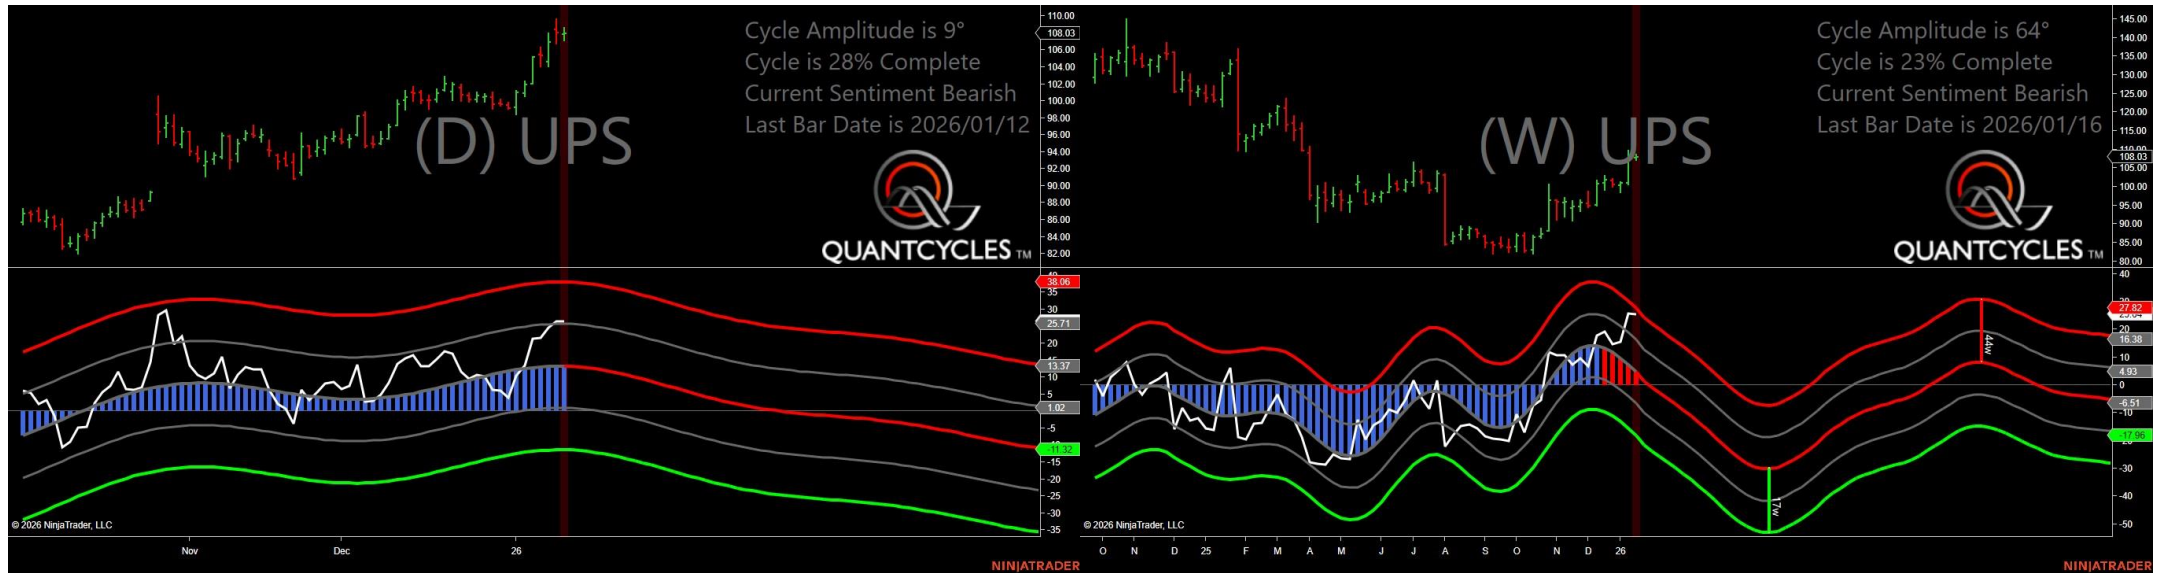 Cycle Amplitude is 9°
Cycle is 28% Complete
Current Sentiment Bearish
Last Bar Date is 2026/01/12
(D) UPS
QUANTCYCLES TM
110.00
108.03
106.00
104.00
102.00
100.00
98.00
96.00
94.00
92.00
90.00
88.00
86.00
84.00
82.00
38.06
35
30
25.71
20
13.37
10
5
1.02
-5
-11.32
-15
-20
-25
-30
-35
© 2026 NinjaTrader, LLC
Nov
Dec
26
NINJATRADER
Cycle Amplitude is 64°
Cycle is 23% Complete
Current Sentiment Bearish
Last Bar Date is 2026/01/16
(W) UPS
QUANTCYCLES TM
145.00
140.00
135.00
130.00
125.00
120.00
115.00
110.00
108.03
105.00
100.00
95.00
90.00
85.00
80.00
40
27.82
20
16.38
10
4.93
0
-6.51
-10
-17.96
-30
-40
-50
44w
17w
© 2026 NinjaTrader, LLC
O N D 25 F M A M J J A S O N D 26
NINJATRADER